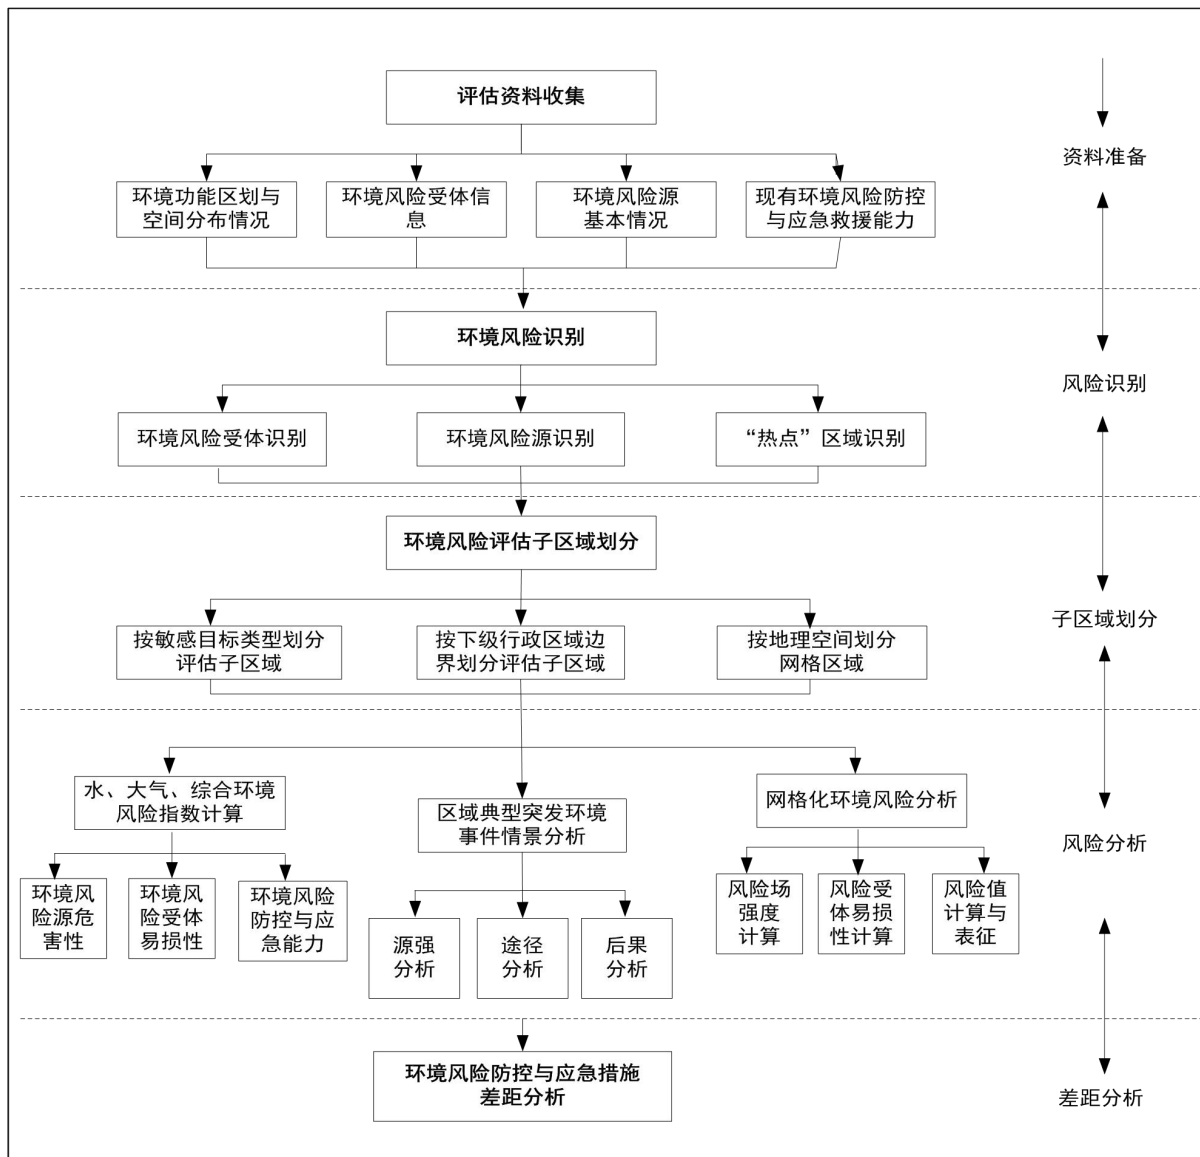 评估资料收集
资料准备
环境功能区划与
空间分布情况
环境风险受体信
息
环境风险源
基本情况
现有环境风险防控
与应急救援能力
环境风险识别
风险识别
环境风险受体识别
环境风险源识别
“热点”区域识别
环境风险评估子区域划分
子区域划分
按敏感目标类型划分
评估子区域
按下级行政区域边
界划分评估子区域
按地理空间划分
网格区域
水、大气、综合环境
风险指数计算
区域典型突发环境
事件情景分析
网格化环境风险分析
风险分析
环境风
险源危
害性
环境风
险受体
易损性
环境风险
防控与应
急能力
源强
分析
途径
分析
后果
分析
风险场
强度
计算
风险受
体易损
性计算
风险值
计算与
表征
环境风险防控与应急措施
差距分析
差距分析